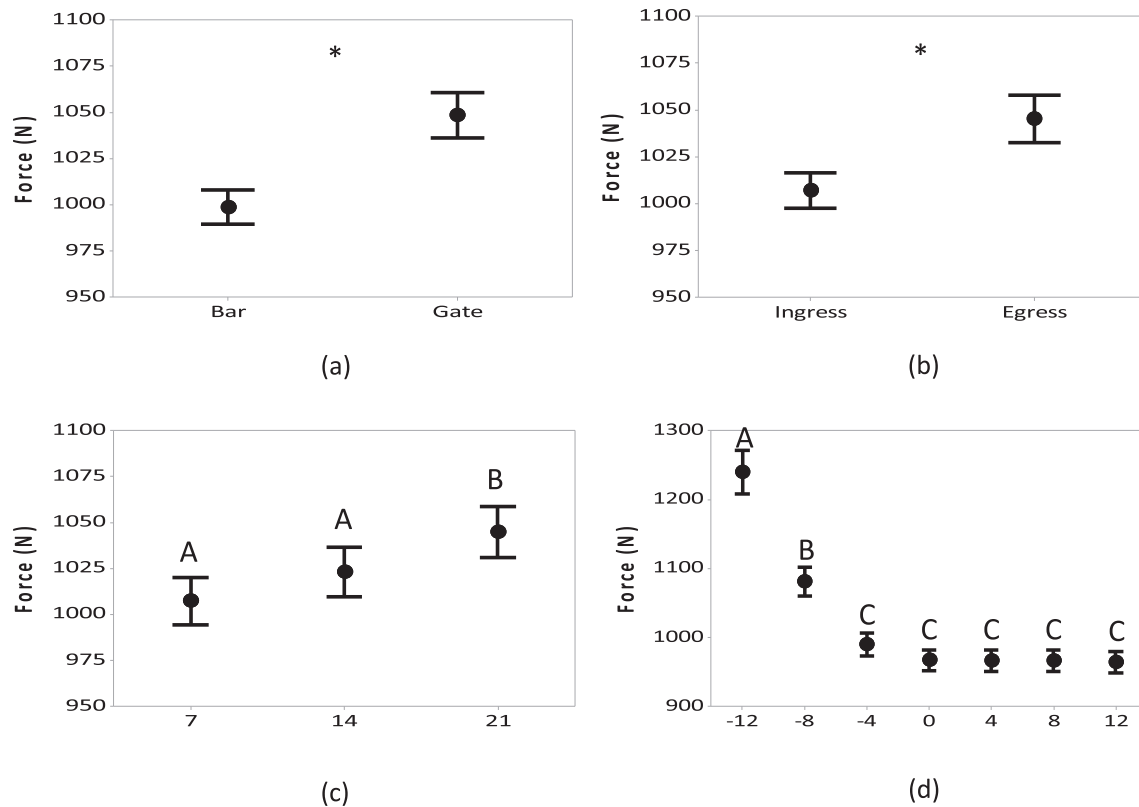 1100
1075
1050
1025
1000
975
950
Force (N)
*
Bar Gate
(a)
1100
1075
1050
1025
1000
975
950
Force (N)
*
Ingress Egress
(b)
1100
1075
1050
1025
1000
975
950
Force (N)
A A B
7 14 21
(c)
1300
1200
1100
1000
900
Force (N)
A B C C C C C
-12 -8 -4 0 4 8 12
(d)